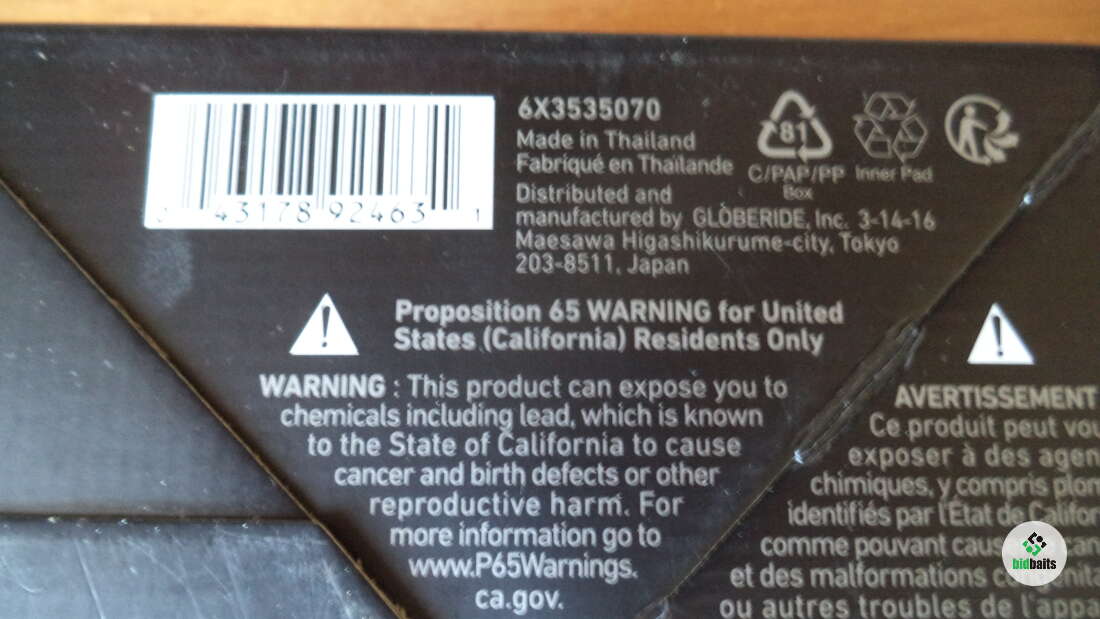 0 43178 92463 1
6X3535070
Made in Thailand
Fabriqué en Thaïlande
Distributed and
manufactured by GLOBERIDE, Inc. 3-14-16
Maesawa Higashikurume-city, Tokyo
203-8511, Japan
81
C/PAP/PP
Box
Inner Pad
Proposition 65 WARNING for United
States (California) Residents Only
WARNING : This product can expose you to
chemicals including lead, which is known
to the State of California to cause
cancer and birth defects or other
reproductive harm. For
more information go to
www.P65Warnings.
ca.gov.
AVERTISSEMENT
Ce produit peut vou
exposer à des agen
chimiques, y compris plom
identifiés par l'État de Califor
comme pouvant caus
et des malformations
ou autres troubles de l'appa
bidbaits